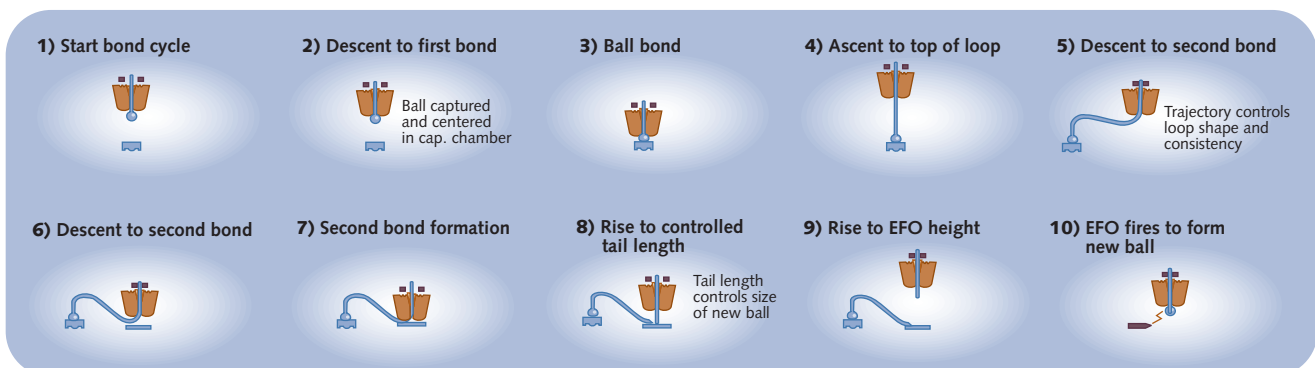 1) Start bond cycle
2) Descent to first bond
Ball captured
and centered
in cap. chamber
3) Ball bond
4) Ascent to top of loop
5) Descent to second bond
Trajectory controls
loop shape and
consistency
6) Descent to second bond
7) Second bond formation
8) Rise to controlled
tail length
Tail length
controls size
of new ball
9) Rise to EFO height
10) EFO fires to form
new ball